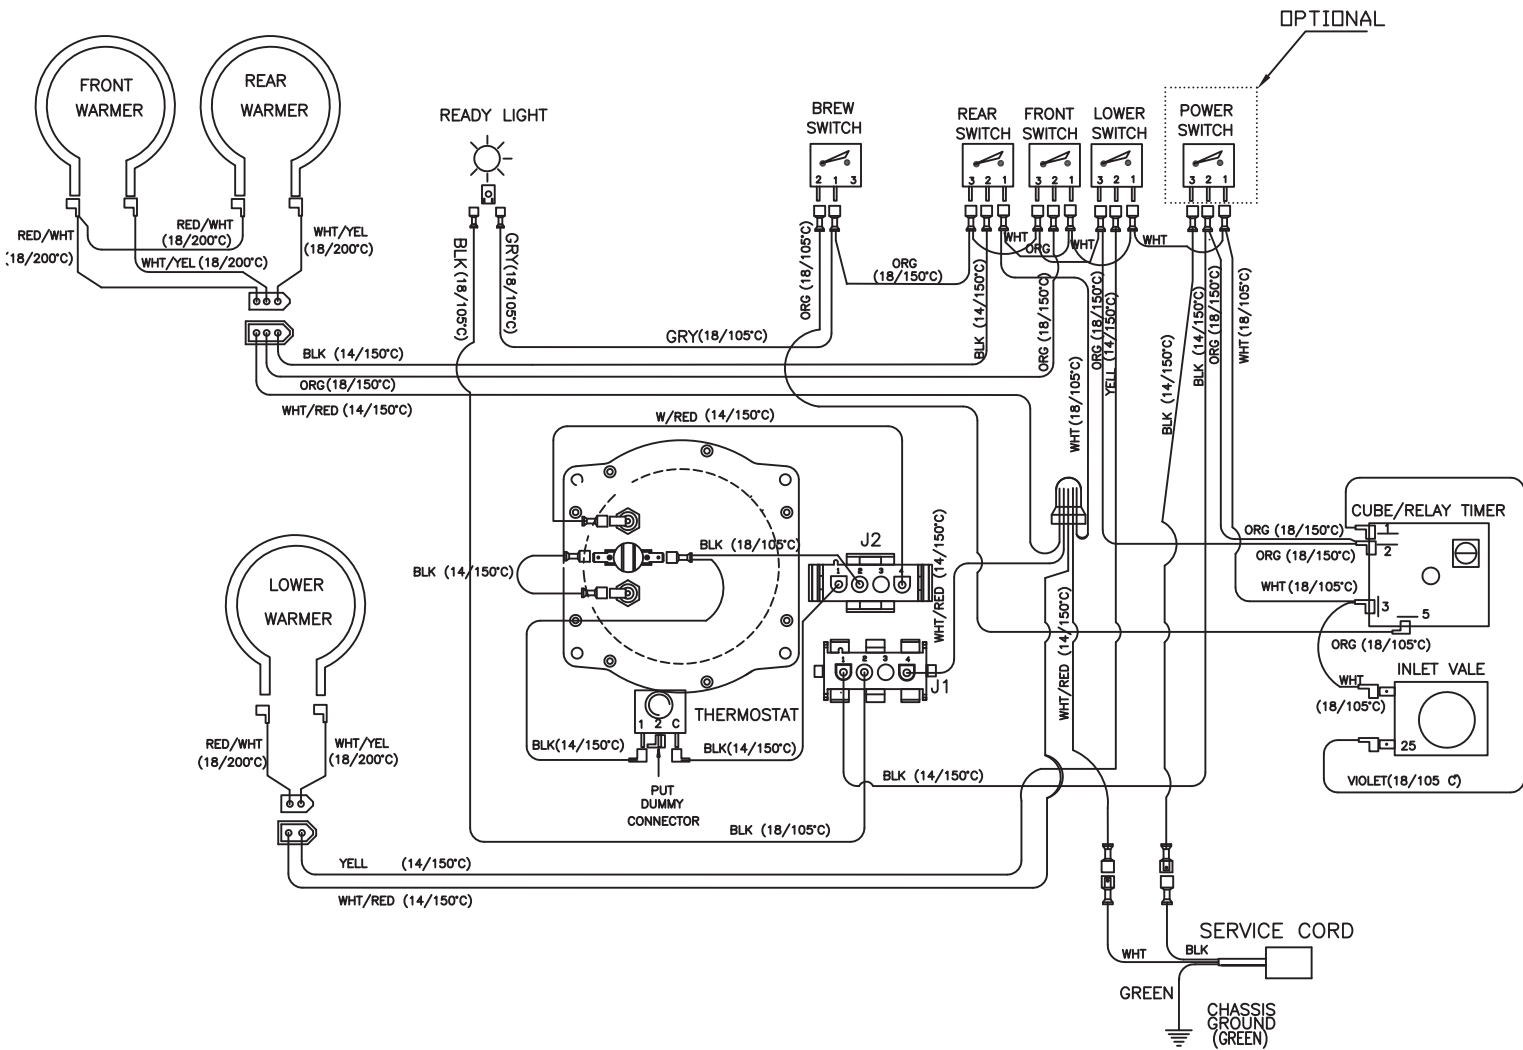 OPTIONAL
FRONT
WARMER
REAR
WARMER
READY LIGHT
BREW
SWITCH
REAR
SWITCH
FRONT
SWITCH
LOWER
SWITCH
POWER
SWITCH
2 1 3
3 2 1
3 2 1
3 2 1
3 2 1
RED/WHT
(18/200°C)
RED/WHT
(18/200°C)
WHT/YEL
(18/200°C)
WHT/YEL (18/200°C)
BLK (18/105°C)
GRY(18/105°C)
ORG (18/105°C)
ORG
(18/150°C)
WHT
ORG
WHT
WHT
GRY(18/105°C)
BLK (14/150°C)
ORG (18/150°C)
WHT (18/105°C)
ORG (18/150°C)
YELL (14/150°C)
BLK (14/150°C)
BLK (14/150°C)
ORG (18/150°C)
WHT (18/105°C)
BLK (14/150°C)
ORG(18/150°C)
WHT/RED (14/150°C)
W/RED (14/150°C)
BLK (18/105°C)
J2
1 2 3 4
BLK (14/150°C)
WHT/RED (14/150°C)
WHT/RED (14/150°C)
CUBE/RELAY TIMER
ORG (18/150°C)
1
ORG (18/150°C)
2
WHT (18/105°C)
3
5
ORG (18/105°C)
LOWER
WARMER
1 2 3 4
J1
INLET VALE
WHT
(18/105°C)
25
VIOLET(18/105 C)
THERMOSTAT
1 2 C
BLK(14/150°C)
BLK(14/150°C)
PUT
DUMMY
CONNECTOR
RED/WHT
(18/200°C)
WHT/YEL
(18/200°C)
BLK (14/150°C)
BLK (18/105°C)
YELL (14/150°C)
WHT/RED (14/150°C)
SERVICE CORD
WHT
BLK
GREEN
CHASSIS
GROUND
(GREEN)